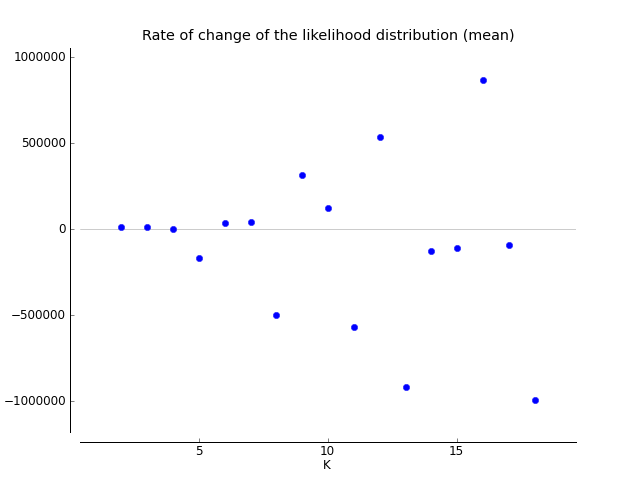 Rate of change of the likelihood distribution (mean)
1000000
500000
0
−500000
−1000000
5 10 15
K